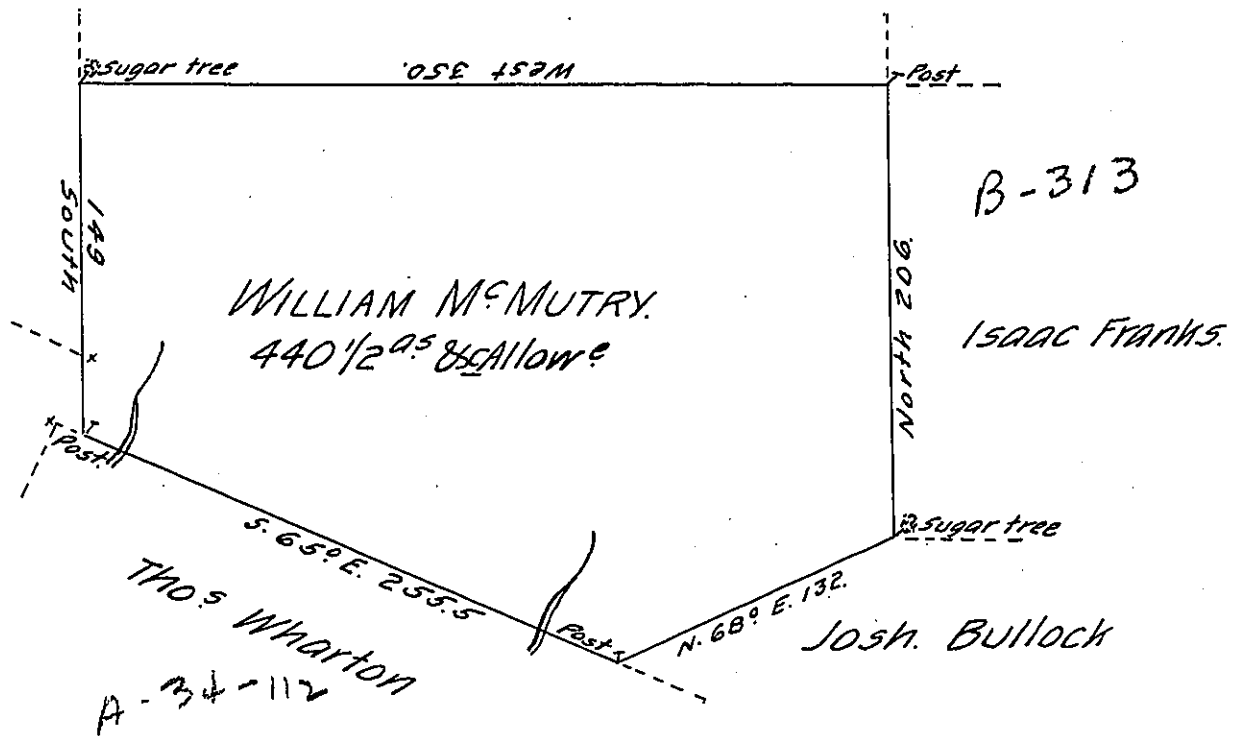 Sugar tree
West 350.
Post
B-313
South
149
North 206.
WILLIAM McMUTRY.
440 1/2 as &c Allowe
Isaac Franks.
Post.
S. 65° E. 255.5
Sugar tree
Thos Wharton
Post
N. 68° E. 132.
Josh. Bullock
A-34-112